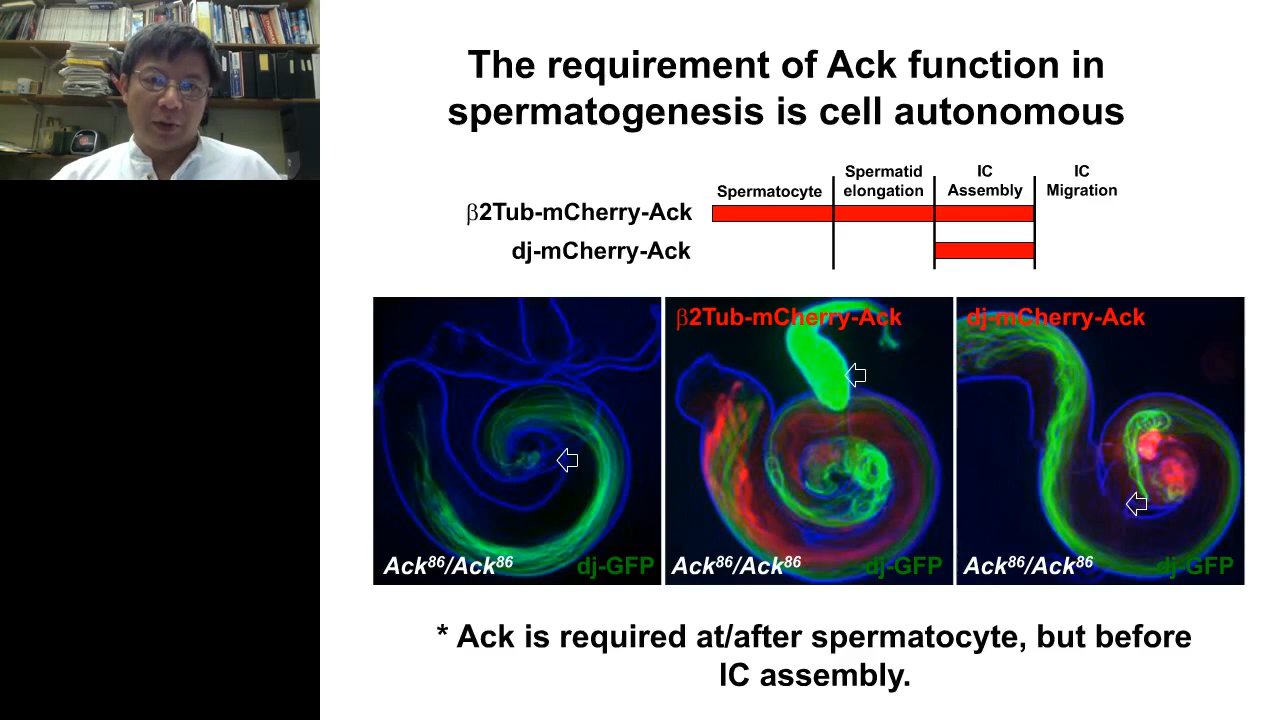 The requirement of Ack function in
spermatogenesis is cell autonomous
Spermatocyte
Spermatid
elongation
IC
Assembly
IC
Migration
β2Tub-mCherry-Ack
dj-mCherry-Ack
β2Tub-mCherry-Ack
dj-mCherry-Ack
Ack86/Ack86
dj-GFP
Ack86/Ack86
dj-GFP
Ack86/Ack86
dj-GFP
* Ack is required at/after spermatocyte, but before
IC assembly.